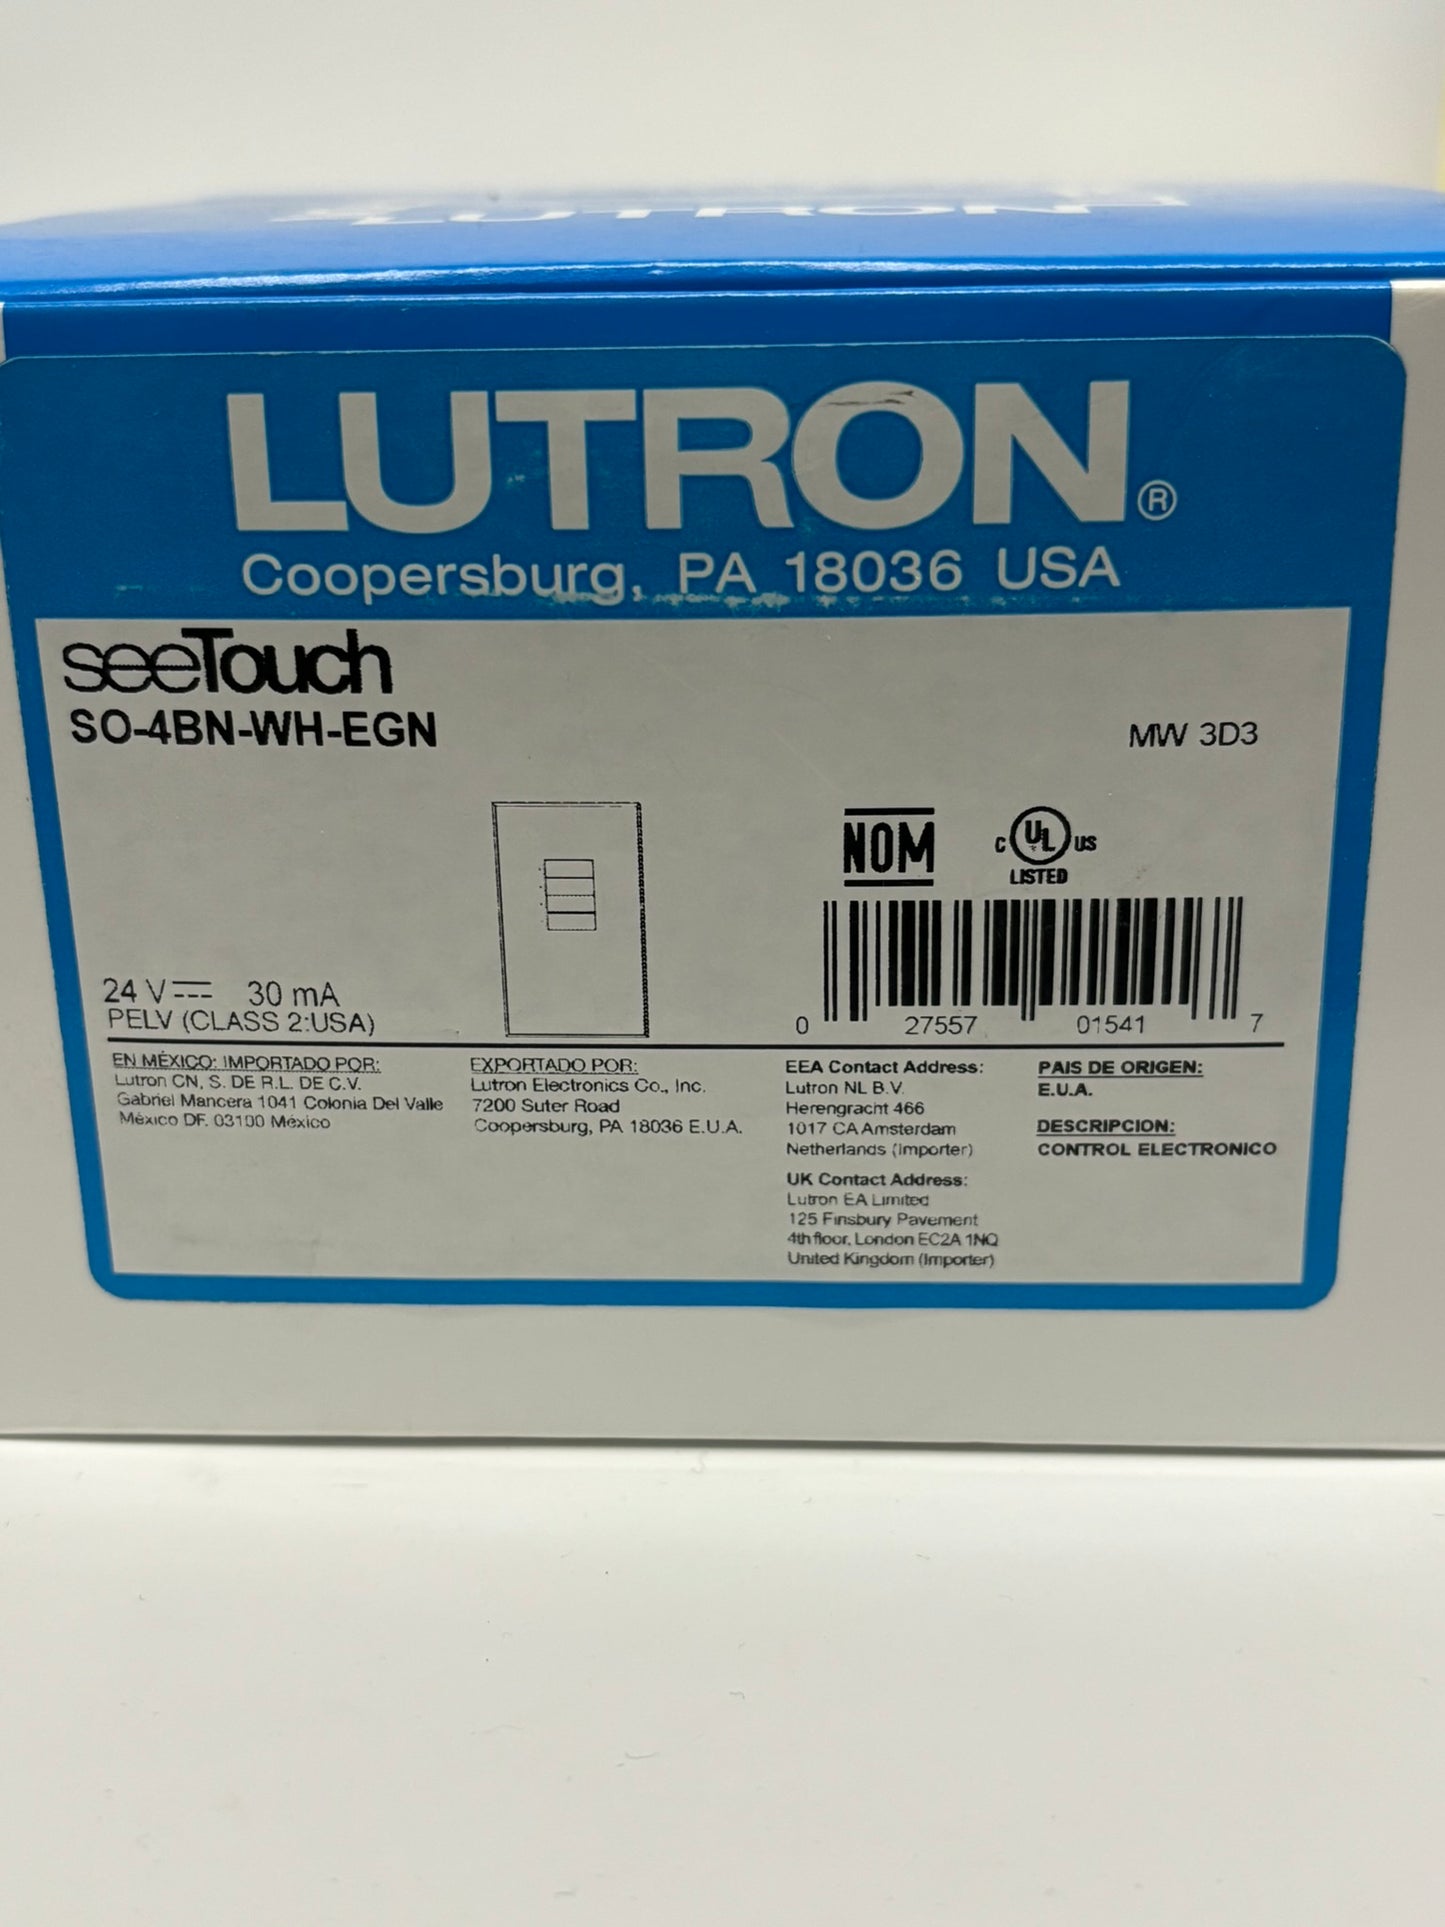 LUTRON
LUTRON®
Coopersburg, PA 18036 USA
seeTouch
SO-4BN-WH-EGN
MW 3D3
NOM
C UL US
LISTED
24 V 30 mA
PELV (CLASS 2:USA)
0 27557 01541 7
EN MÉXICO: IMPORTADO POR:
Lutron CN, S. DE R.L. DE C.V.
Gabriel Mancera 1041 Colonia Del Valle
México DF. 03100 México
EXPORTADO POR:
Lutron Electronics Co., Inc.
7200 Suter Road
Coopersburg, PA 18036 E.U.A.
EEA Contact Address:
Lutron NL B.V.
Herengracht 466
1017 CA Amsterdam
Netherlands (Importer)
UK Contact Address:
Lutron EA Limited
125 Finsbury Pavement
4th floor, London EC2A 1NQ
United Kingdom (Importer)
PAIS DE ORIGEN:
E.U.A.
DESCRIPCION:
CONTROL ELECTRONICO